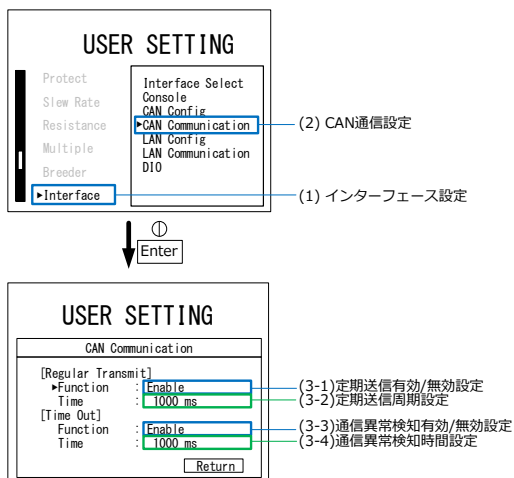 USER SETTING
Protect
Slew Rate
Resistance
Multiple
Breeder
▶Interface
Interface Select
Console
CAN Config
▶CAN Communication
LAN Config
LAN Communication
DIO
(2) CAN通信設定
(1) インターフェース設定
Enter
USER SETTING
CAN Communication
[Regular Transmit]
▶Function : Enable
Time : 1000 ms
[Time Out]
Function : Enable
Time : 1000 ms
Return
(3-1)定期送信有効/無効設定
(3-2)定期送信周期設定
(3-3)通信異常検知有効/無効設定
(3-4)通信異常検知時間設定